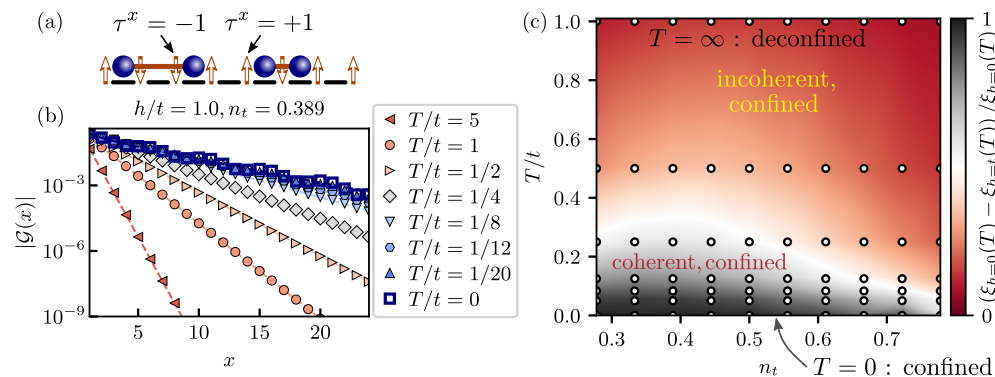 (a)
τ^x = −1 τ^x = +1
h/t = 1.0, n_t = 0.389
(b)
10^−3
10^−6
10^−9
|𝒢(x)|
5 10 15 20
x
T/t = 5
T/t = 1
T/t = 1/2
T/t = 1/4
T/t = 1/8
T/t = 1/12
T/t = 1/20
T/t = 0
(c)
T = ∞ : deconfined
incoherent,
confined
coherent, confined
1.0
0.8
0.6
0.4
0.2
0.0
T/t
0.3 0.4 0.5 0.6 0.7
n_t
T = 0 : confined
1
0
(ξ_{h=0}(T) − ξ_{h=t}(T)) /ξ_{h=0}(T)